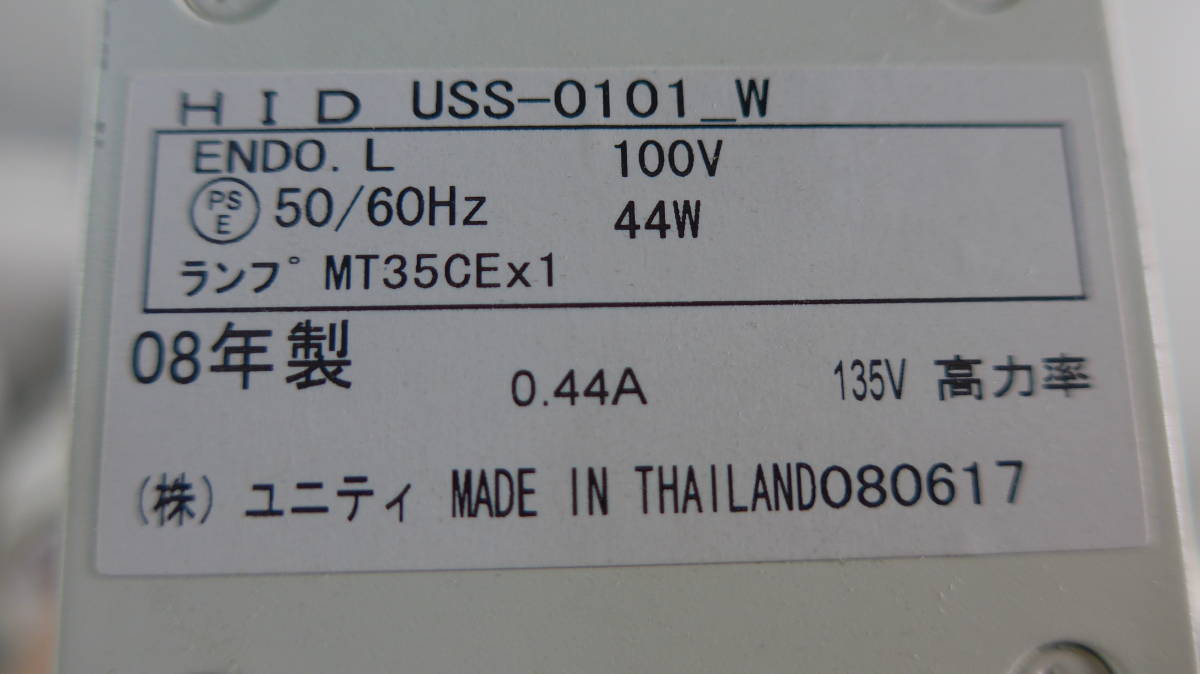 HID USS-0101_W
ENDO. L 100V
PSE 50/60Hz 44W
ランプ MT35CEx1
08年製 0.44A 135V 高力率
(株) ユニティ MADE IN THAILAND080617